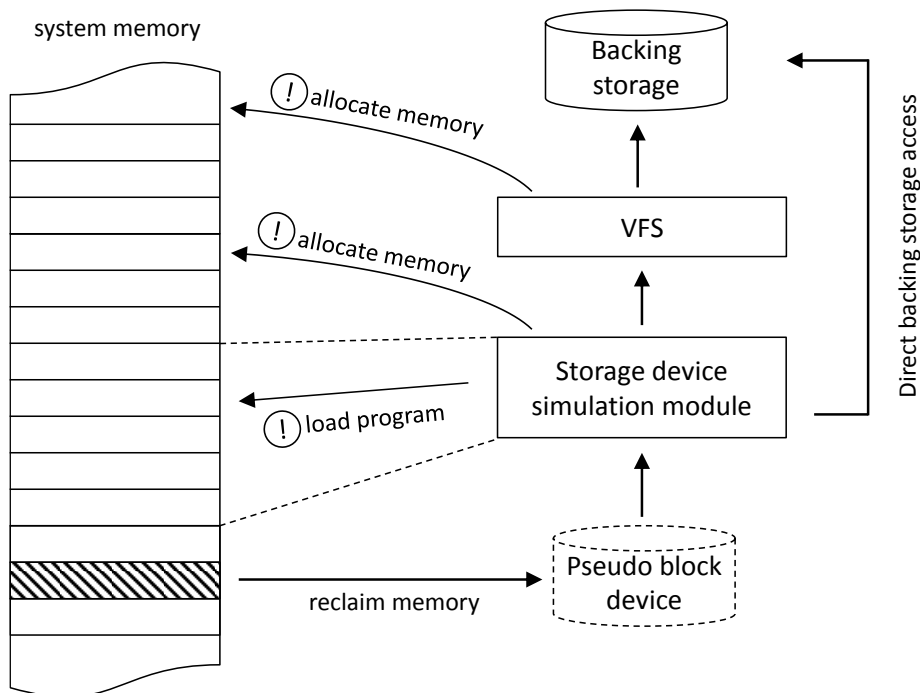 system memory
Backing
storage
! allocate memory
VFS
! allocate memory
Direct backing storage access
Storage device
simulation module
! load program
Pseudo block
device
reclaim memory